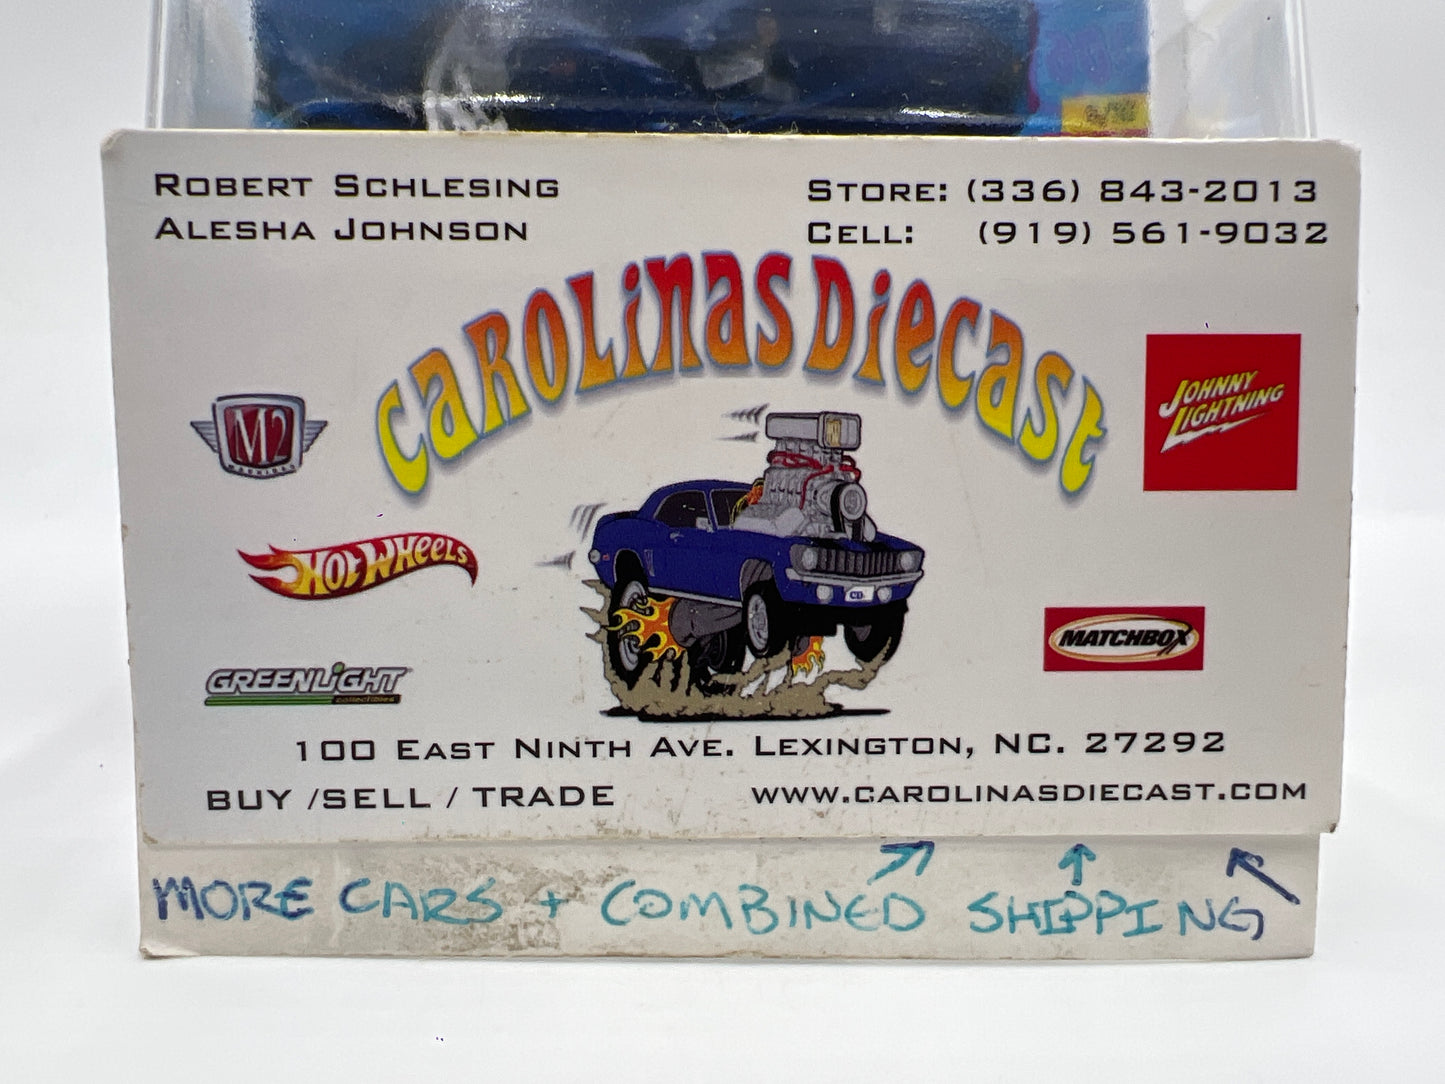 ROBERT SCHLESING
ALESHA JOHNSON
STORE: (336) 843-2013
CELL: (919) 561-9032
CAROLINAS DIECAST
M2
MACHINES
JOHNNY
LIGHTNING
HOT WHEELS
MATCHBOX
GREENLIGHT
collectibles
100 EAST NINTH AVE. LEXINGTON, NC. 27292
BUY /SELL / TRADE
WWW.CAROLINASDIECAST.COM
MORE CARS + COMBINED SHIPPING